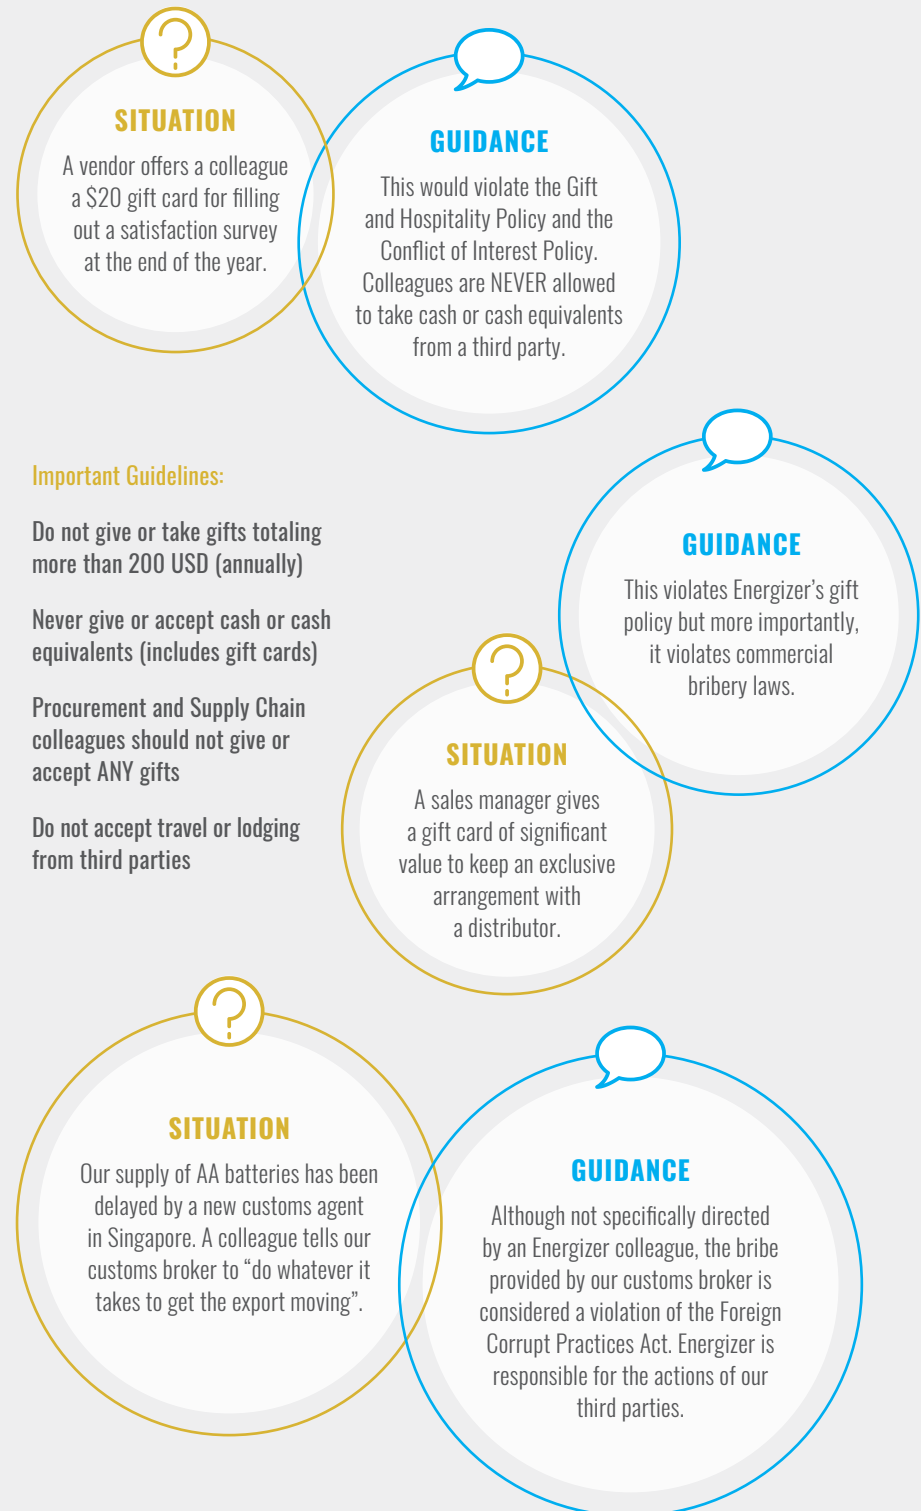 SITUATION
A vendor offers a colleague
a $20 gift card for filling
out a satisfaction survey
at the end of the year.
GUIDANCE
This would violate the Gift
and Hospitality Policy and the
Conflict of Interest Policy.
Colleagues are NEVER allowed
to take cash or cash equivalents
from a third party.
Important Guidelines:
Do not give or take gifts totaling
more than 200 USD (annually)
Never give or accept cash or cash
equivalents (includes gift cards)
Procurement and Supply Chain
colleagues should not give or
accept ANY gifts
Do not accept travel or lodging
from third parties
SITUATION
A sales manager gives
a gift card of significant
value to keep an exclusive
arrangement with
a distributor.
GUIDANCE
This violates Energizer’s gift
policy but more importantly,
it violates commercial
bribery laws.
SITUATION
Our supply of AA batteries has been
delayed by a new customs agent
in Singapore. A colleague tells our
customs broker to “do whatever it
takes to get the export moving”.
GUIDANCE
Although not specifically directed
by an Energizer colleague, the bribe
provided by our customs broker is
considered a violation of the Foreign
Corrupt Practices Act. Energizer is
responsible for the actions of our
third parties.